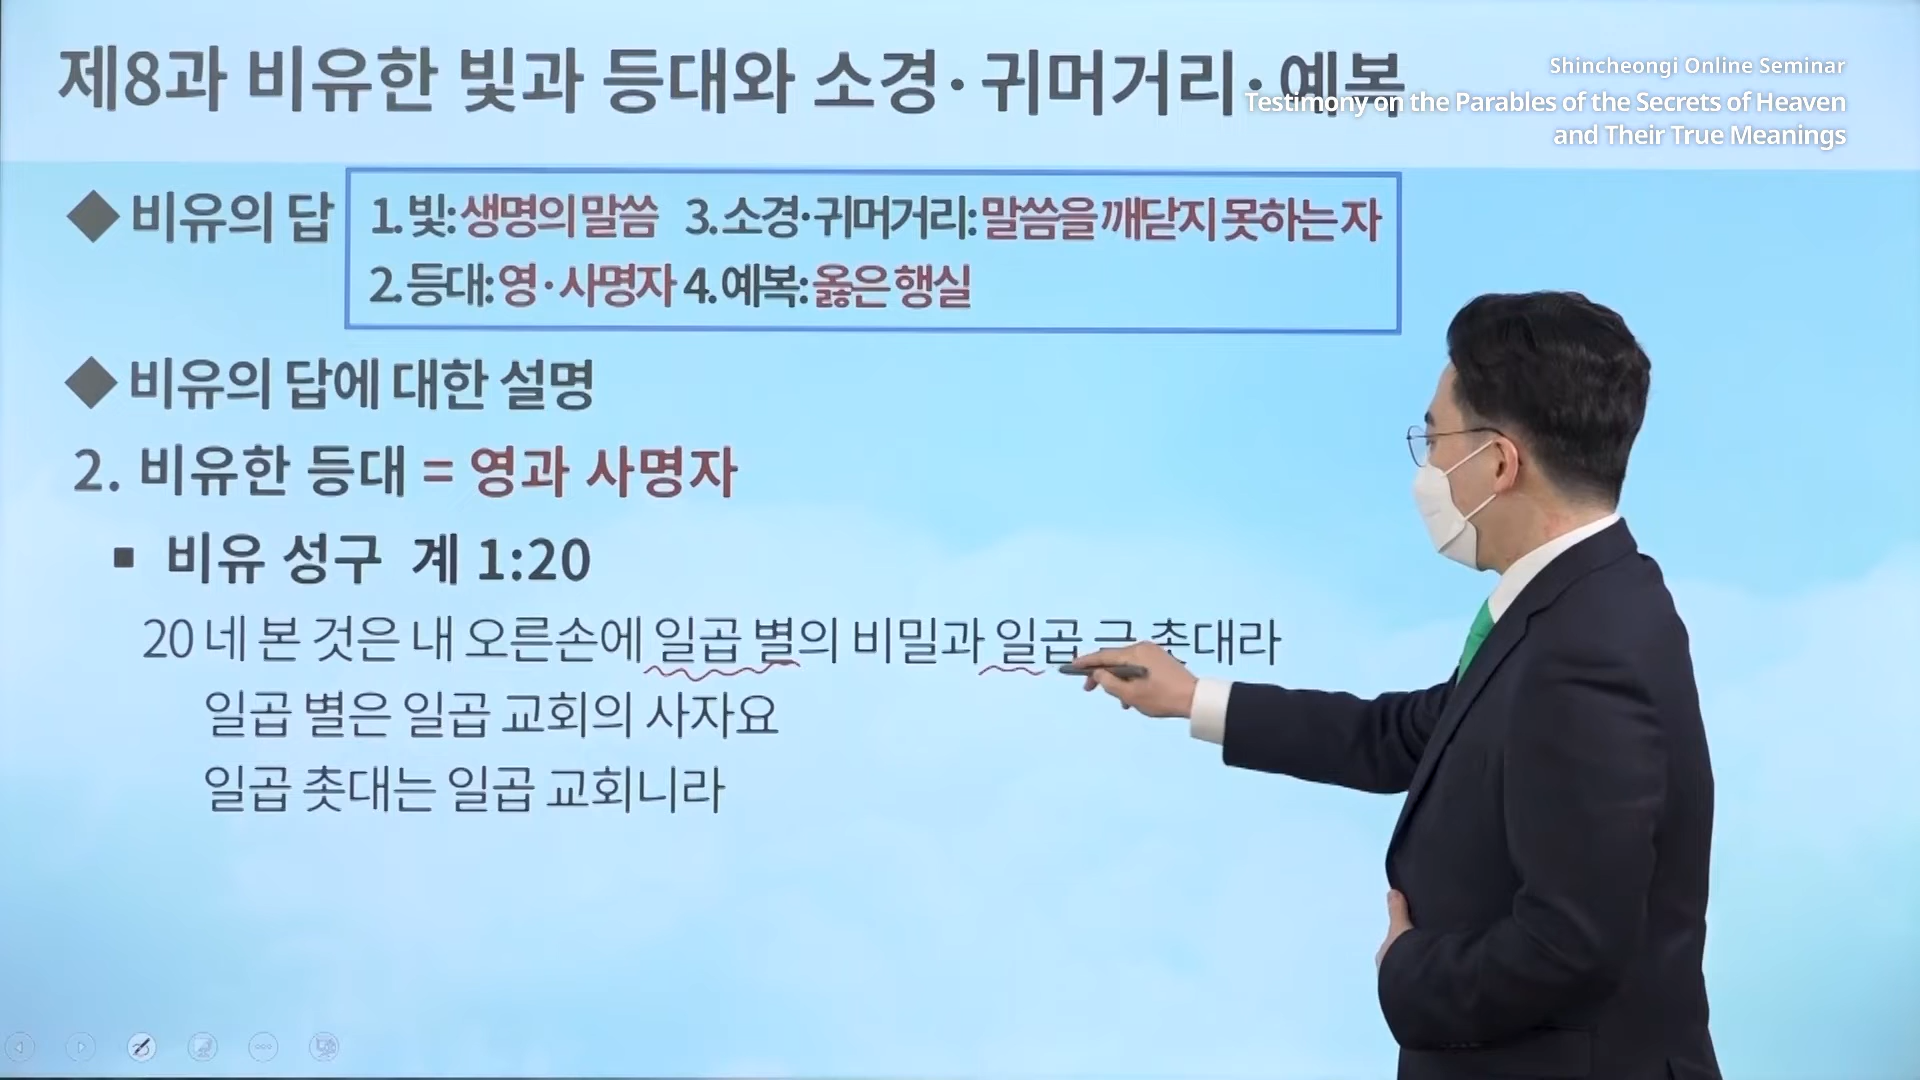 제8과 비유한 빛과 등대와 소경·귀머거리·예복
Shincheongi Online Seminar
Testimony on the Parables of the Secrets of Heaven
and Their True Meanings
◆ 비유의 답
1. 빛: 생명의 말씀 3. 소경·귀머거리: 말씀을 깨닫지 못하는 자
2. 등대: 영·사명자 4. 예복: 옳은 행실
◆ 비유의 답에 대한 설명
2. 비유한 등대 = 영과 사명자
▪ 비유 성구 계 1:20
20 네 본 것은 내 오른손에 일곱 별의 비밀과 일곱 금 촛대라
일곱 별은 일곱 교회의 사자요
일곱 촛대는 일곱 교회니라